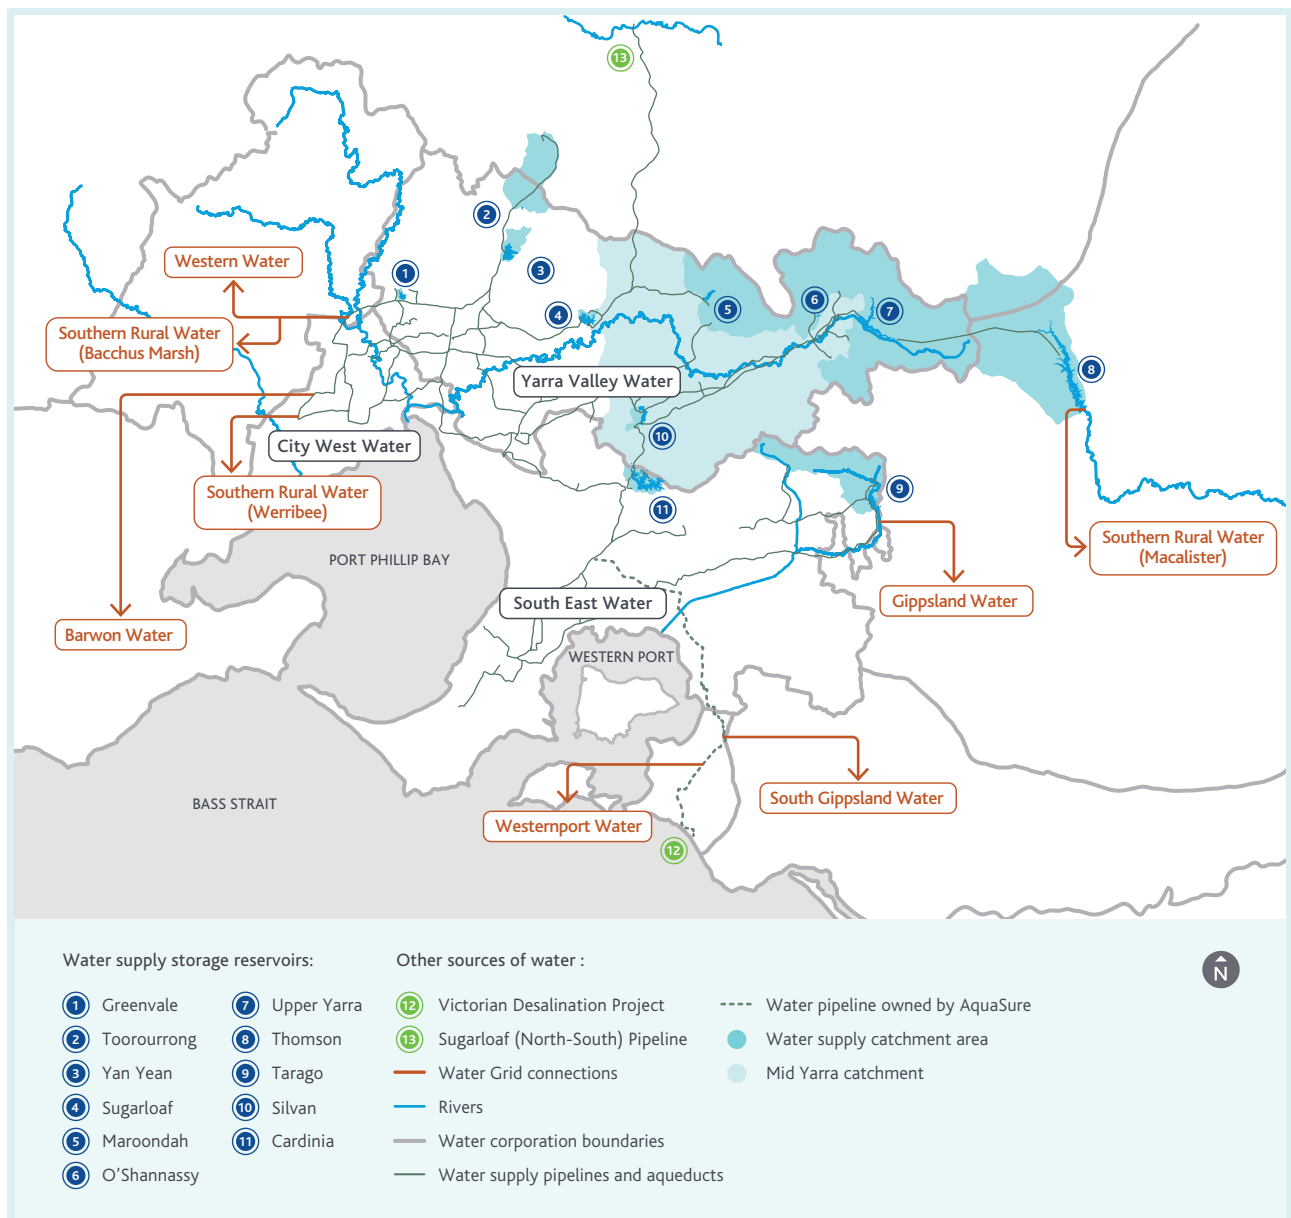 13
2
Western Water
1
3
Southern Rural Water
(Bacchus Marsh)
4
5
6
7
8
Yarra Valley Water
City West Water
10
Southern Rural Water
(Werribee)
9
11
Southern Rural Water
(Macalister)
PORT PHILLIP BAY
South East Water
Gippsland Water
Barwon Water
WESTERN PORT
BASS STRAIT
South Gippsland Water
Westernport Water
12
N
Water supply storage reservoirs:
1 Greenvale
2 Toorourrong
3 Yan Yean
4 Sugarloaf
5 Maroondah
6 O'Shannassy
7 Upper Yarra
8 Thomson
9 Tarago
10 Silvan
11 Cardinia
Other sources of water :
12 Victorian Desalination Project
13 Sugarloaf (North-South) Pipeline
Water Grid connections
Rivers
Water corporation boundaries
Water supply pipelines and aqueducts
Water pipeline owned by AquaSure
Water supply catchment area
Mid Yarra catchment